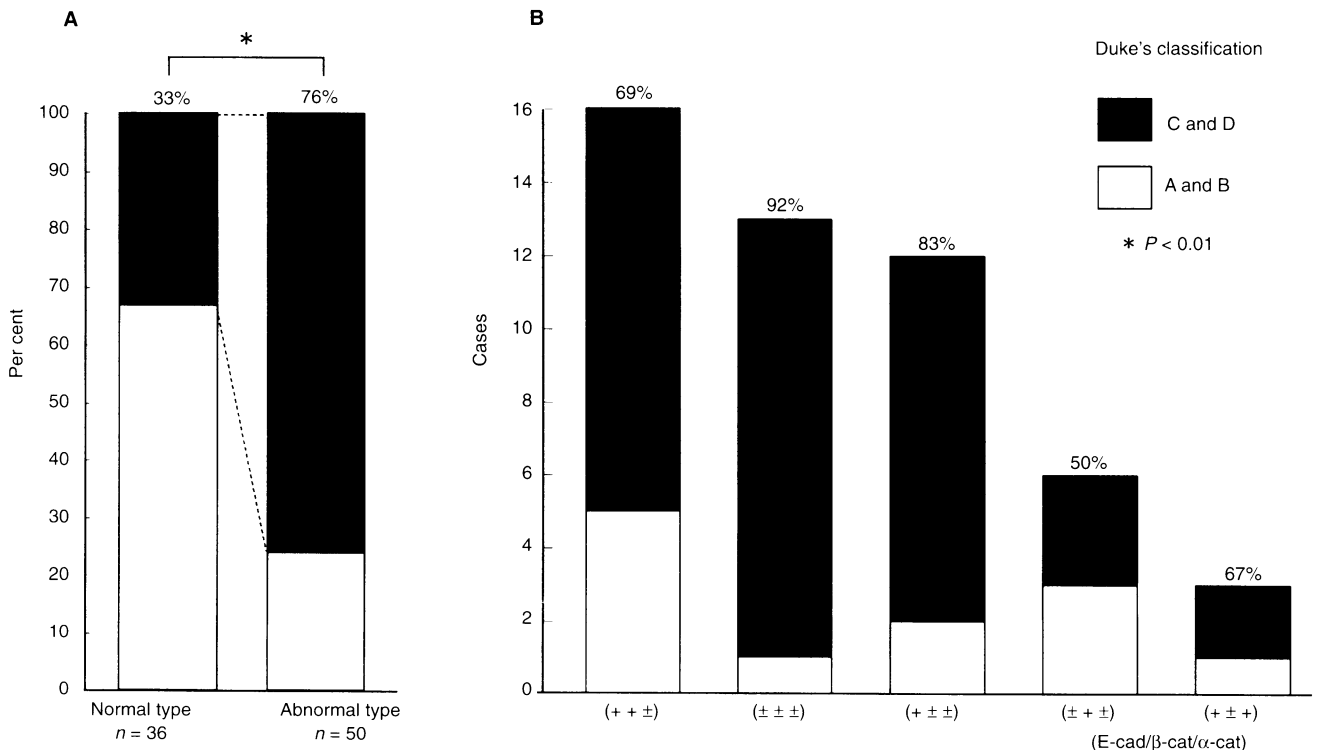 A
*
33%
76%
100
90
80
70
60
50
40
30
20
10
0
Per cent
Normal type
n = 36
Abnormal type
n = 50
B
Duke's classification
C and D
A and B
* P < 0.01
16
14
12
10
8
6
4
2
0
Cases
69%
92%
83%
50%
67%
(+ + ±)
(± ± ±)
(+ ± ±)
(± + ±)
(+ ± +)
(E-cad/β-cat/α-cat)